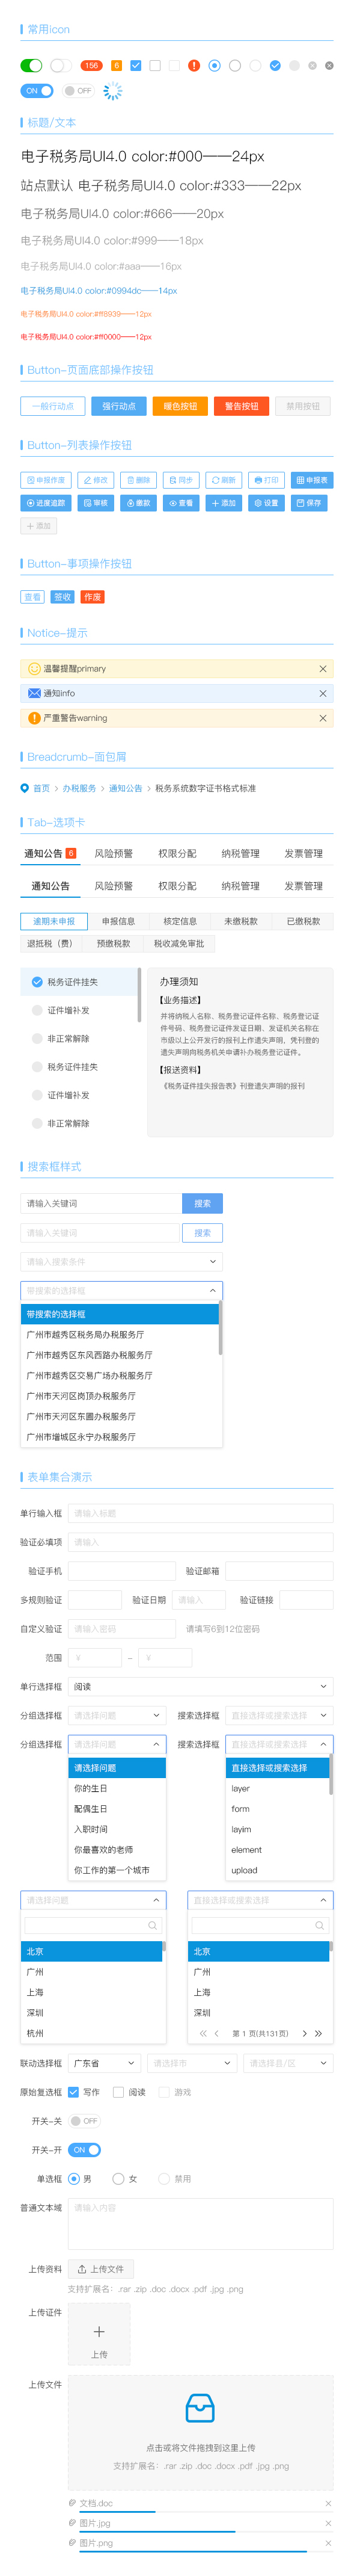 常用icon
156 6
ON OFF
标题/文本
电子税务局UI4.0 color:#000——24px
站点默认 电子税务局UI4.0 color:#333——22px
电子税务局UI4.0 color:#666——20px
电子税务局UI4.0 color:#999——18px
电子税务局UI4.0 color:#aaa——16px
电子税务局UI4.0 color:#0994dc——14px
电子税务局UI4.0 color:#ff8939——12px
电子税务局UI4.0 color:#ff0000——12px
Button-页面底部操作按钮
一般行动点 强行动点 暖色按钮 警告按钮 禁用按钮
Button-列表操作按钮
申报作废 修改 删除 同步 刷新 打印 申报表
进度追踪 审核 缴款 查看 添加 设置 保存
添加
Button-事项操作按钮
查看 签收 作废
Notice-提示
温馨提醒primary
通知info
严重警告warning
Breadcrumb-面包屑
首页 > 办税服务 > 通知公告 > 税务系统数字证书格式标准
Tab-选项卡
通知公告 6 风险预警 权限分配 纳税管理 发票管理
通知公告 风险预警 权限分配 纳税管理 发票管理
逾期未申报 申报信息 核定信息 未缴税款 已缴税款
退抵税（费） 预缴税款 税收减免审批
税务证件挂失
证件增补发
非正常解除
税务证件挂失
证件增补发
非正常解除
办理须知
【业务描述】
并将纳税人名称、税务登记证件名称、税务登记证
件号码、税务登记证件发证日期、发证机关名称在
市级以上公开发行的报刊上作遗失声明，凭刊登的
遗失声明向税务机关申请补办税务登记证件。
【报送资料】
《税务证件挂失报告表》刊登遗失声明的报刊
搜索框样式
请输入关键词 搜索
请输入关键词 搜索
请输入搜索条件
带搜索的选择框
带搜索的选择框
广州市越秀区税务局办税服务厅
广州市越秀区东风西路办税服务厅
广州市越秀区交易广场办税服务厅
广州市天河区岗顶办税服务厅
广州市天河区东圃办税服务厅
广州市增城区永宁办税服务厅
表单集合演示
单行输入框 请输入标题
验证必填项 请输入
验证手机 验证邮箱
多规则验证 验证日期 请输入 验证链接
自定义验证 请输入密码 请填写6到12位密码
范围 ¥ - ¥
单行选择框 阅读
分组选择框 请选择问题 搜索选择框 直接选择或搜索选择
分组选择框 请选择问题 搜索选择框 直接选择或搜索选择
请选择问题 直接选择或搜索选择
你的生日 layer
配偶生日 form
入职时间 layim
你最喜欢的老师 element
你工作的第一个城市 upload
请选择问题 直接选择或搜索选择
北京 北京
广州 广州
上海 上海
深圳 深圳
杭州 第 1 页(共131页)
联动选择框 广东省 请选择市 请选择县/区
原始复选框 写作 阅读 游戏
开关-关 OFF
开关-开 ON
单选框 男 女 禁用
普通文本域 请输入内容
上传资料 上传文件
支持扩展名：.rar .zip .doc .docx .pdf .jpg .png
上传证件
上传
上传文件
点击或将文件拖拽到这里上传
支持扩展名：.rar .zip .doc .docx .pdf .jpg .png
文档.doc
图片.jpg
图片.png